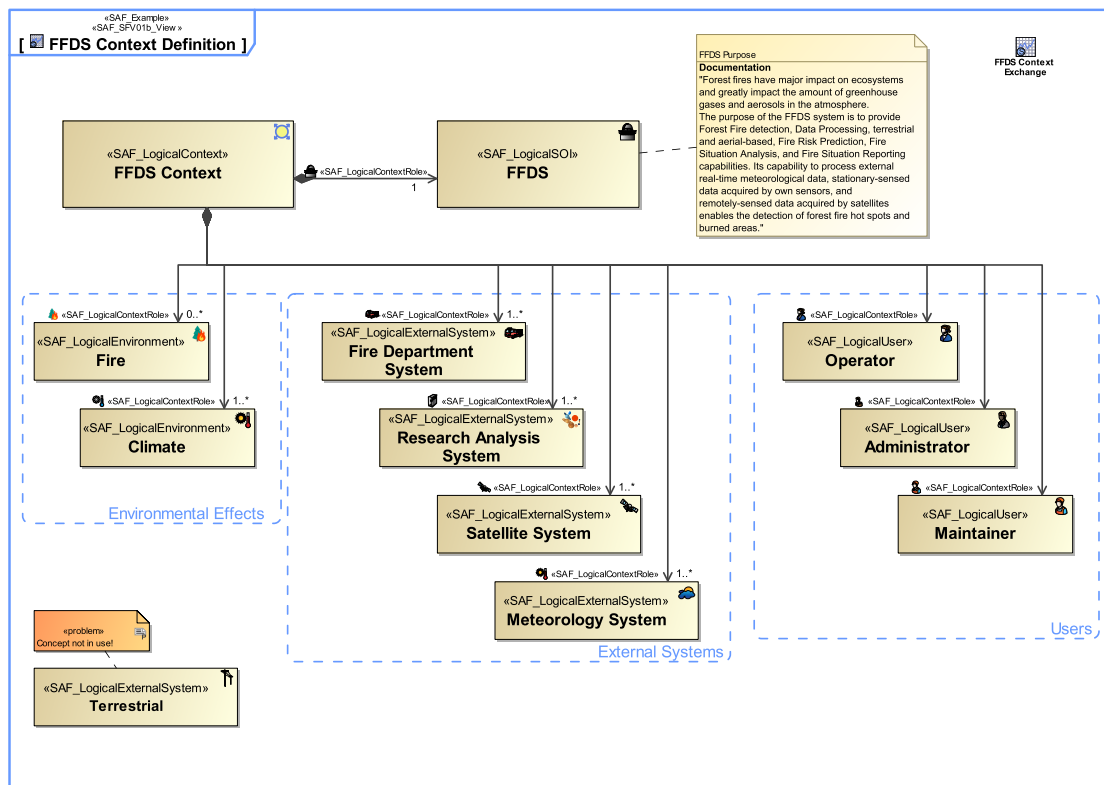 «SAF_Example»
«SAF_SFV01b_View»
[ FFDS Context Definition ]
FFDS Context
Exchange
FFDS Purpose
Documentation
"Forest fires have major impact on ecosystems
and greatly impact the amount of greenhouse
gases and aerosols in the atmosphere.
The purpose of the FFDS system is to provide
Forest Fire detection, Data Processing, terrestrial
and aerial-based, Fire Risk Prediction, Fire
Situation Analysis, and Fire Situation Reporting
capabilities. Its capability to process external
real-time meteorological data, stationary-sensed
data acquired by own sensors, and
remotely-sensed data acquired by satellites
enables the detection of forest fire hot spots and
burned areas."
«SAF_LogicalContext»
FFDS Context
«SAF_LogicalContextRole»
1
«SAF_LogicalSOI»
FFDS
«SAF_LogicalContextRole»
0..*
«SAF_LogicalEnvironment»
Fire
«SAF_LogicalContextRole»
1..*
«SAF_LogicalEnvironment»
Climate
Environmental Effects
«SAF_LogicalContextRole»
1..*
«SAF_LogicalExternalSystem»
Fire Department
System
«SAF_LogicalContextRole»
1..*
«SAF_LogicalExternalSystem»
Research Analysis
System
«SAF_LogicalContextRole»
1..*
«SAF_LogicalExternalSystem»
Satellite System
«SAF_LogicalContextRole»
1..*
«SAF_LogicalExternalSystem»
Meteorology System
External Systems
«SAF_LogicalContextRole»
«SAF_LogicalUser»
Operator
«SAF_LogicalContextRole»
«SAF_LogicalUser»
Administrator
«SAF_LogicalContextRole»
«SAF_LogicalUser»
Maintainer
Users
«problem»
Concept not in use!
«SAF_LogicalExternalSystem»
Terrestrial